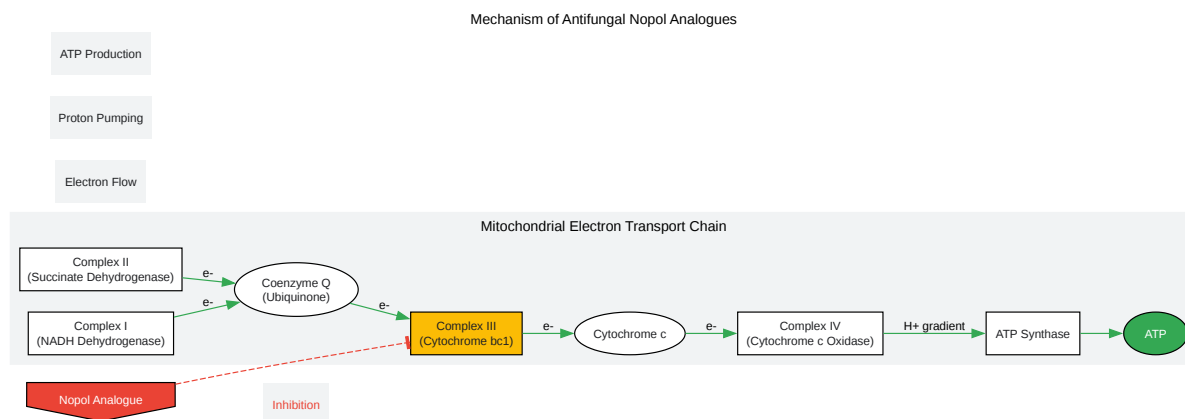 Mechanism of Antifungal Nopol Analogues
ATP Production
Proton Pumping
Electron Flow
Mitochondrial Electron Transport Chain
Complex II
(Succinate Dehydrogenase)
e-
Complex I
(NADH Dehydrogenase)
e-
Coenzyme Q
(Ubiquinone)
e-
Complex III
(Cytochrome bc1)
e-
Cytochrome c
e-
Complex IV
(Cytochrome c Oxidase)
H+ gradient
ATP Synthase
ATP
Nopol Analogue
Inhibition